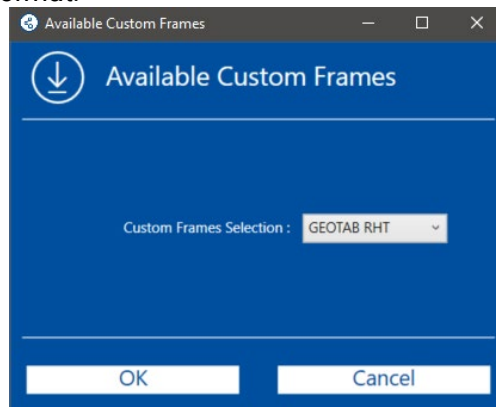 Available Custom Frames
Available Custom Frames
Custom Frames Selection :
GEOTAB RHT
OK
Cancel